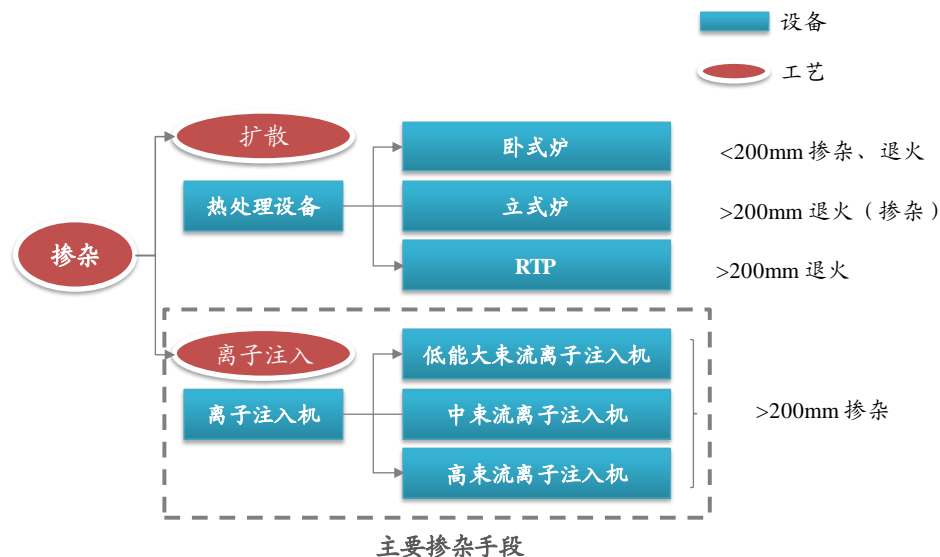 设备
工艺
扩散
卧式炉
<200mm 掺杂、退火
热处理设备
立式炉
>200mm 退火（掺杂）
掺杂
RTP
>200mm 退火
离子注入
低能大束流离子注入机
离子注入机
中束流离子注入机
>200mm 掺杂
高束流离子注入机
主要掺杂手段